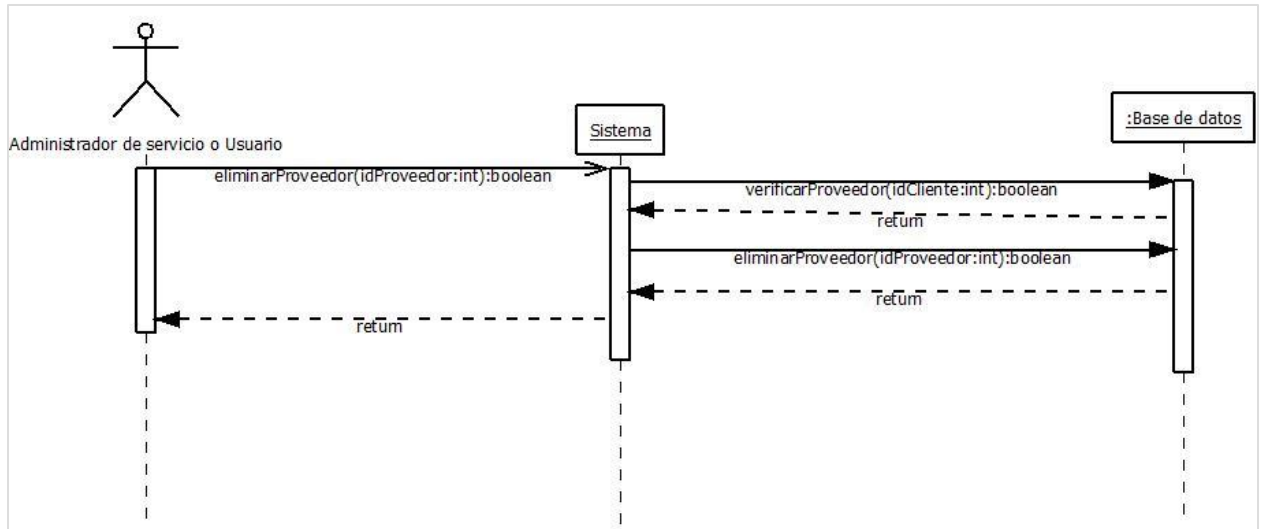 Administrador de servicio o Usuario
Sistema
:Base de datos
eliminarProveedor(idProveedor:int):boolean
verificarProveedor(idCliente:int):boolean
return
eliminarProveedor(idProveedor:int):boolean
return
return